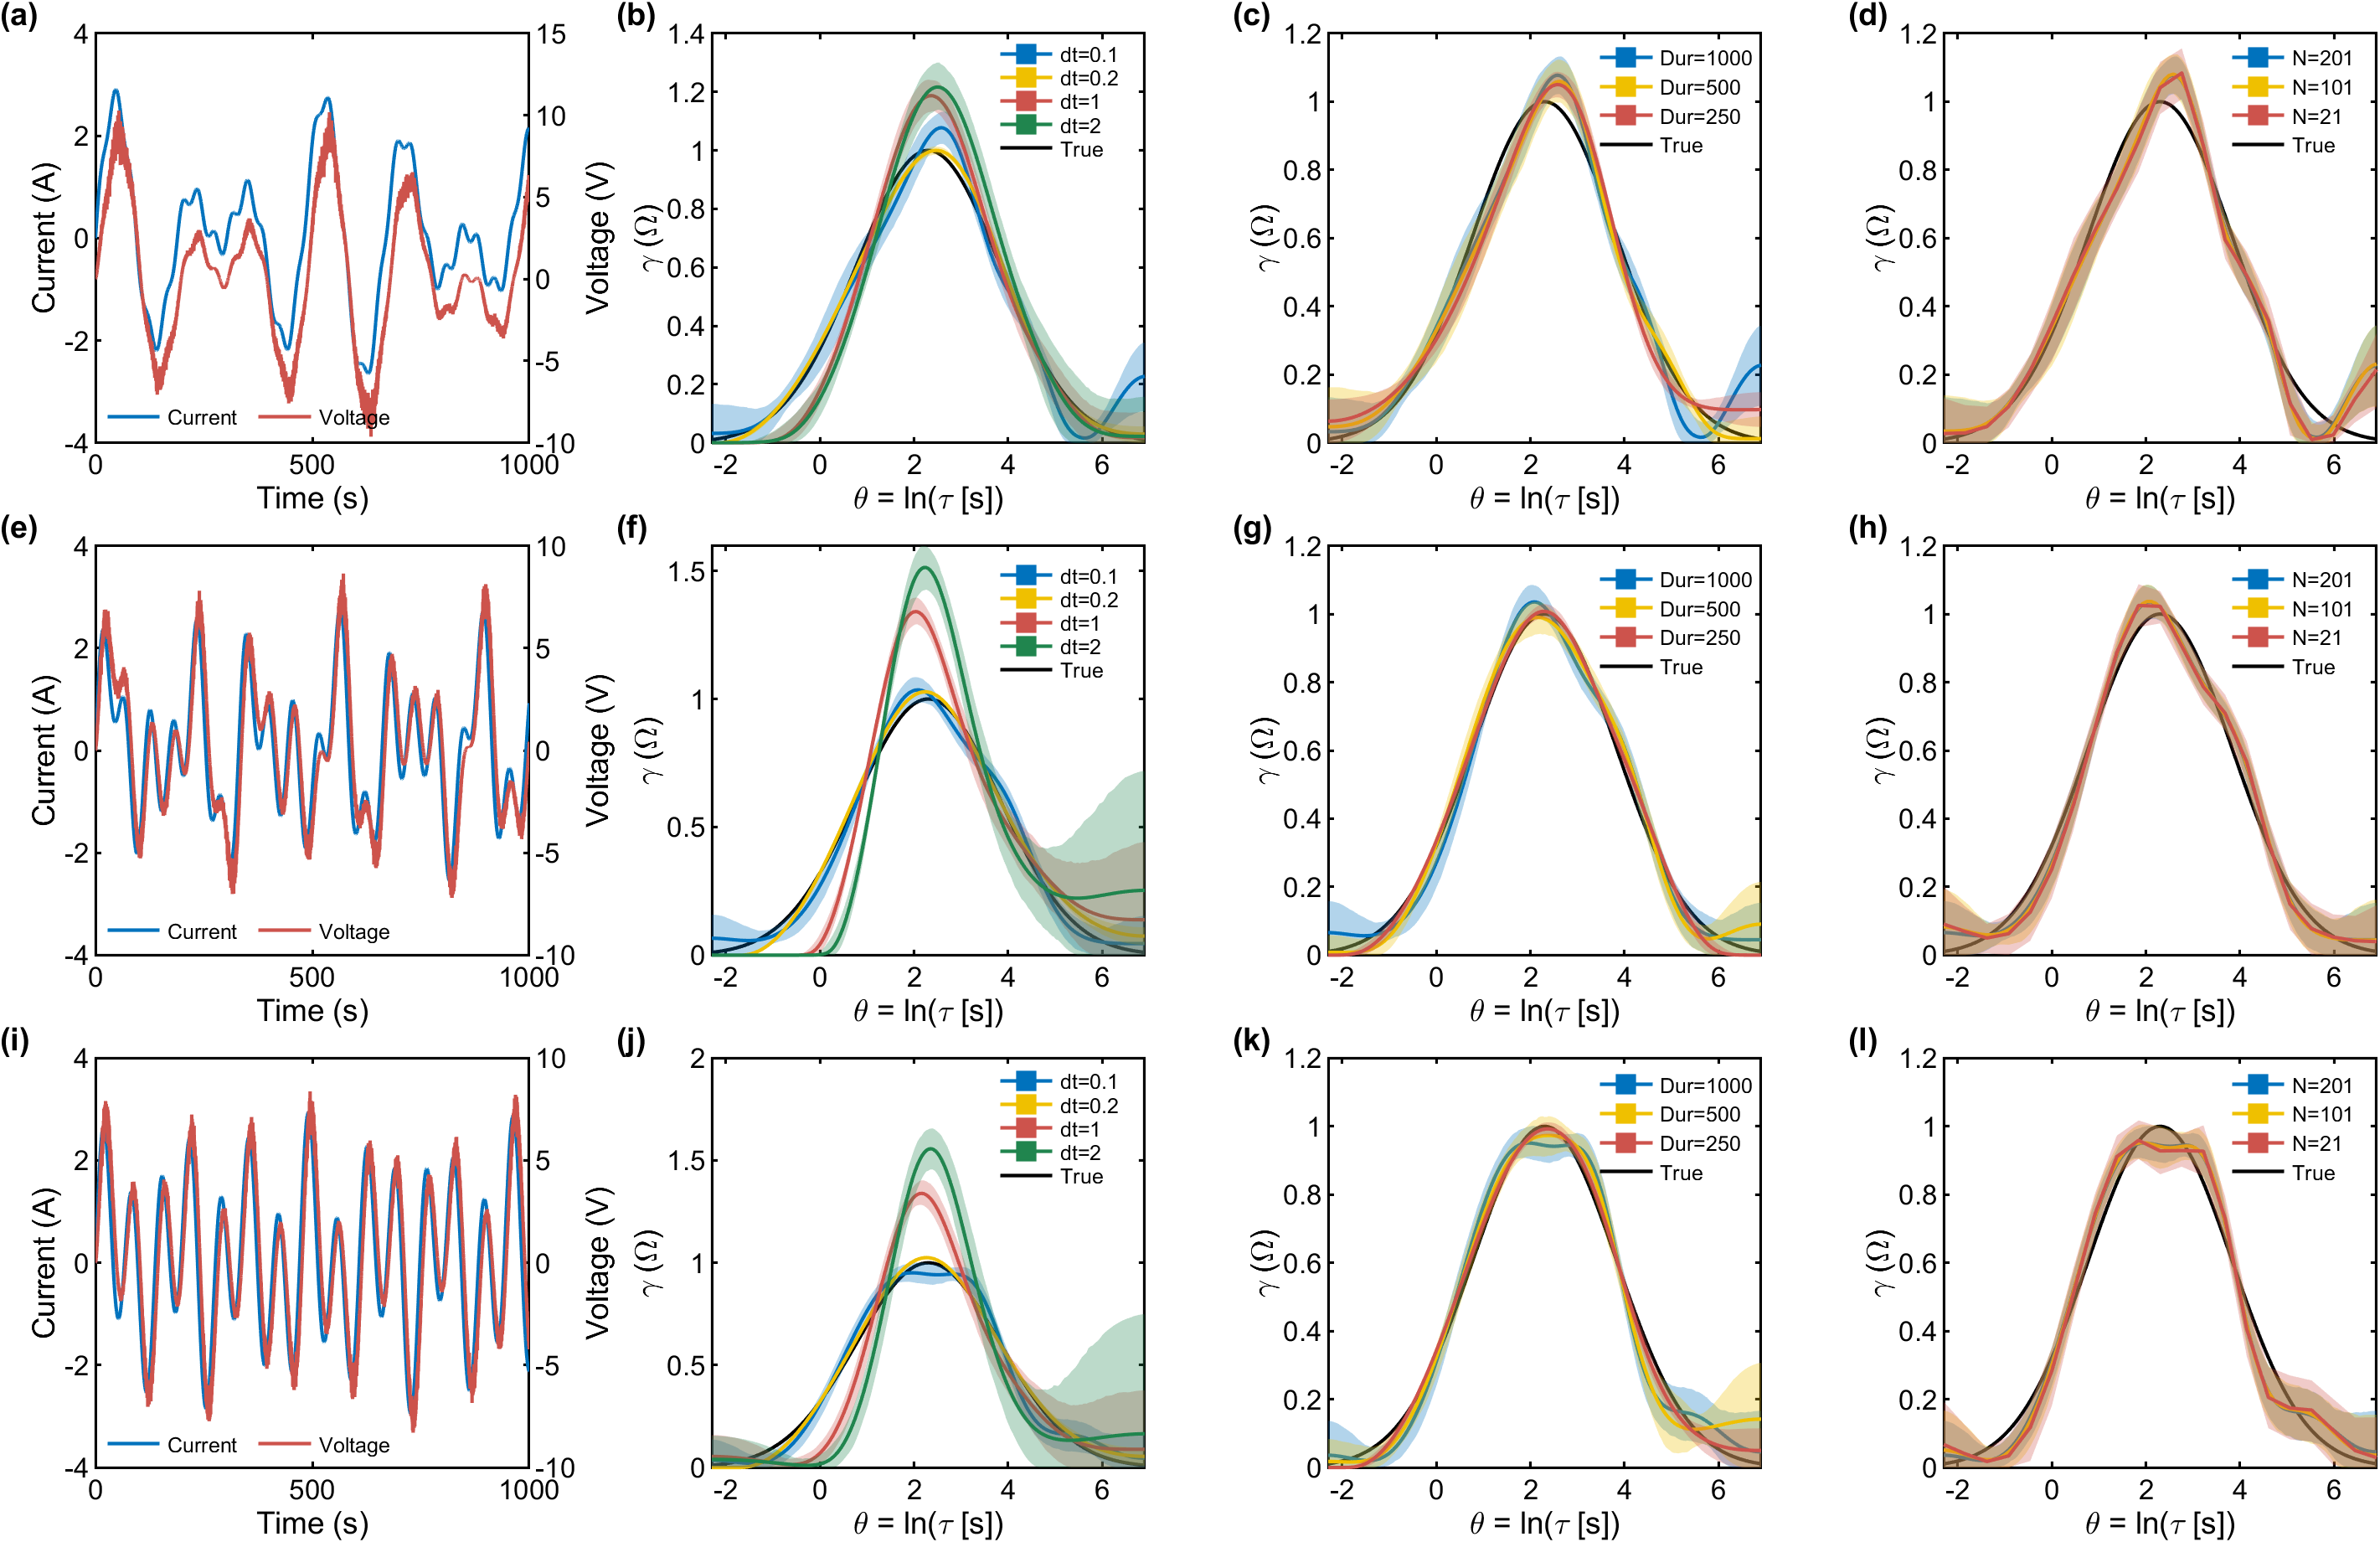 (a)
4
2
0
-2
-4
Current (A)
15
10
5
0
-5
-10
Voltage (V)
Current
Voltage
0
500
1000
Time (s)
(b)
1.4
1.2
1
0.8
0.6
0.4
0.2
0
γ (Ω)
dt=0.1
dt=0.2
dt=1
dt=2
True
-2
0
2
4
6
θ = ln(τ [s])
(c)
1.2
1
0.8
0.6
0.4
0.2
0
γ (Ω)
Dur=1000
Dur=500
Dur=250
True
-2
0
2
4
6
θ = ln(τ [s])
(d)
1.2
1
0.8
0.6
0.4
0.2
0
γ (Ω)
N=201
N=101
N=21
True
-2
0
2
4
6
θ = ln(τ [s])
(e)
4
2
0
-2
-4
Current (A)
10
5
0
-5
-10
Voltage (V)
Current
Voltage
0
500
1000
Time (s)
(f)
1.5
1
0.5
0
γ (Ω)
dt=0.1
dt=0.2
dt=1
dt=2
True
-2
0
2
4
6
θ = ln(τ [s])
(g)
1.2
1
0.8
0.6
0.4
0.2
0
γ (Ω)
Dur=1000
Dur=500
Dur=250
True
-2
0
2
4
6
θ = ln(τ [s])
(h)
1.2
1
0.8
0.6
0.4
0.2
0
γ (Ω)
N=201
N=101
N=21
True
-2
0
2
4
6
θ = ln(τ [s])
(i)
4
2
0
-2
-4
Current (A)
10
5
0
-5
-10
Voltage (V)
Current
Voltage
0
500
1000
Time (s)
(j)
2
1.5
1
0.5
0
γ (Ω)
dt=0.1
dt=0.2
dt=1
dt=2
True
-2
0
2
4
6
θ = ln(τ [s])
(k)
1.2
1
0.8
0.6
0.4
0.2
0
γ (Ω)
Dur=1000
Dur=500
Dur=250
True
-2
0
2
4
6
θ = ln(τ [s])
(l)
1.2
1
0.8
0.6
0.4
0.2
0
γ (Ω)
N=201
N=101
N=21
True
-2
0
2
4
6
θ = ln(τ [s])